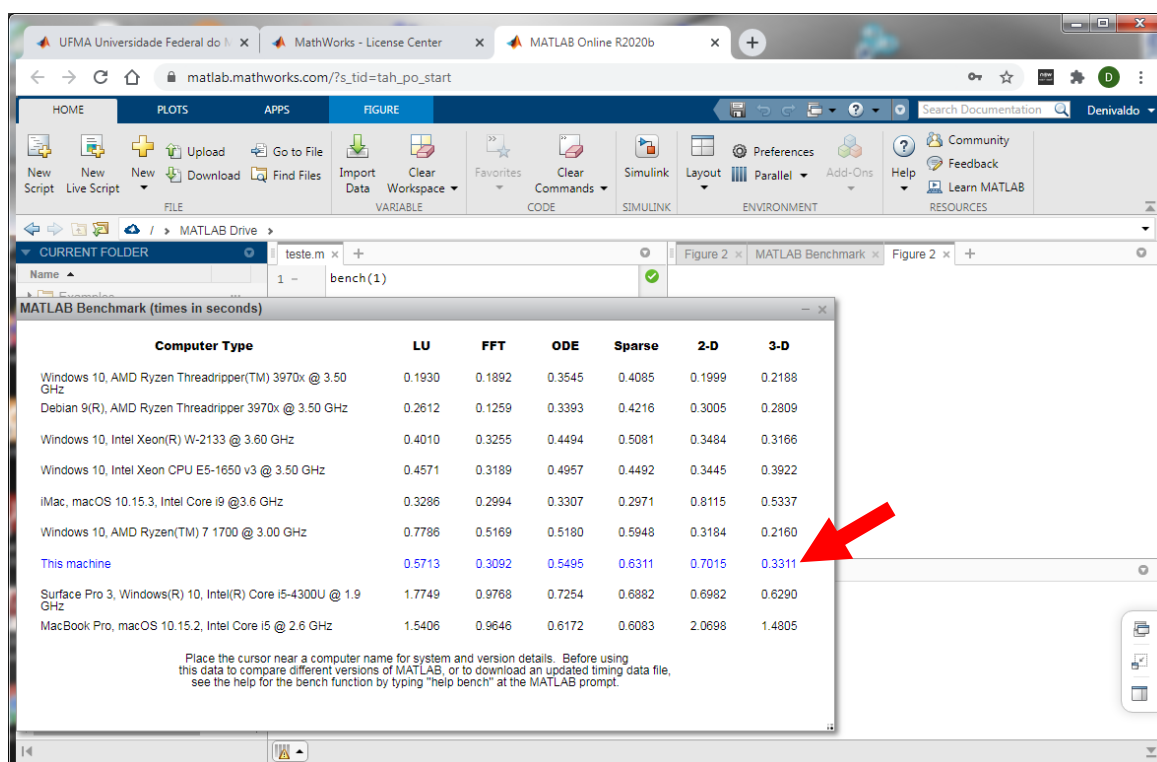 UFMA Universidade Federal do M
MathWorks - License Center
MATLAB Online R2020b
matlab.mathworks.com/?s_tid=tah_po_start
new
D
HOME PLOTS APPS FIGURE
Search Documentation
Denivaldo
New Script
New Live Script
New
Upload
Download
Go to File
Find Files
Import Data
Clear Workspace
Favorites
Clear Commands
Simulink
Layout
Preferences
Parallel
Add-Ons
Help
Community
Feedback
Learn MATLAB
FILE VARIABLE CODE SIMULINK ENVIRONMENT RESOURCES
/ > MATLAB Drive >
CURRENT FOLDER
teste.m
Figure 2 MATLAB Benchmark Figure 2
Name
1 - bench(1)
Examples
MATLAB Benchmark (times in seconds)
Computer Type LU FFT ODE Sparse 2-D 3-D
Windows 10, AMD Ryzen Threadripper(TM) 3970x @ 3.50 GHz 0.1930 0.1892 0.3545 0.4085 0.1999 0.2188
Debian 9(R), AMD Ryzen Threadripper 3970x @ 3.50 GHz 0.2612 0.1259 0.3393 0.4216 0.3005 0.2809
Windows 10, Intel Xeon(R) W-2133 @ 3.60 GHz 0.4010 0.3255 0.4494 0.5081 0.3484 0.3166
Windows 10, Intel Xeon CPU E5-1650 v3 @ 3.50 GHz 0.4571 0.3189 0.4957 0.4492 0.3445 0.3922
iMac, macOS 10.15.3, Intel Core i9 @3.6 GHz 0.3286 0.2994 0.3307 0.2971 0.8115 0.5337
Windows 10, AMD Ryzen(TM) 7 1700 @ 3.00 GHz 0.7786 0.5169 0.5180 0.5948 0.3184 0.2160
This machine 0.5713 0.3092 0.5495 0.6311 0.7015 0.3311
Surface Pro 3, Windows(R) 10, Intel(R) Core i5-4300U @ 1.9 GHz 1.7749 0.9768 0.7254 0.6882 0.6982 0.6290
MacBook Pro, macOS 10.15.2, Intel Core i5 @ 2.6 GHz 1.5406 0.9646 0.6172 0.6083 2.0698 1.4805
Place the cursor near a computer name for system and version details. Before using
this data to compare different versions of MATLAB, or to download an updated timing data file,
see the help for the bench function by typing "help bench" at the MATLAB prompt.